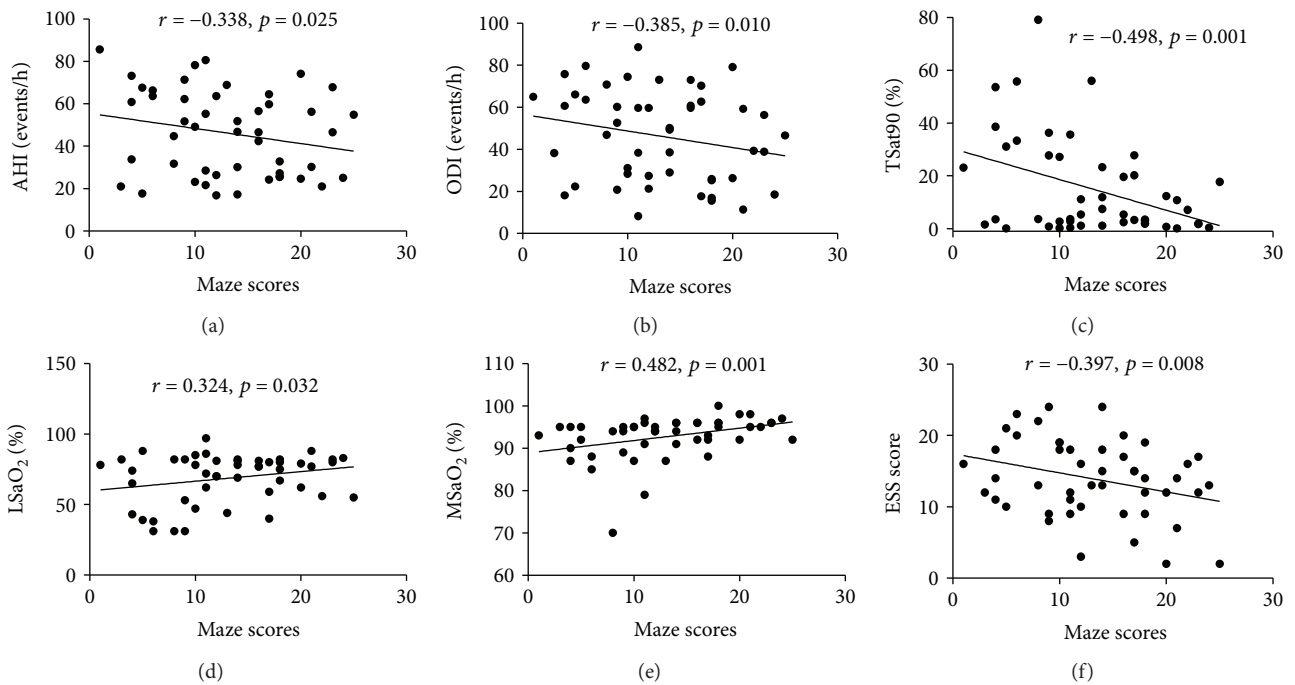 r = −0.338, p = 0.025
AHI (events/h)
100
80
60
40
20
0
0 10 20 30
Maze scores
(a)
r = −0.385, p = 0.010
ODI (events/h)
100
80
60
40
20
0
0 10 20 30
Maze scores
(b)
r = −0.498, p = 0.001
TSat90 (%)
80
60
40
20
0
0 10 20 30
Maze scores
(c)
r = 0.324, p = 0.032
LSaO₂ (%)
150
100
50
0
0 10 20 30
Maze scores
(d)
r = 0.482, p = 0.001
MSaO₂ (%)
110
100
90
80
70
60
0 10 20 30
Maze scores
(e)
r = −0.397, p = 0.008
ESS score
30
20
10
0
0 10 20 30
Maze scores
(f)